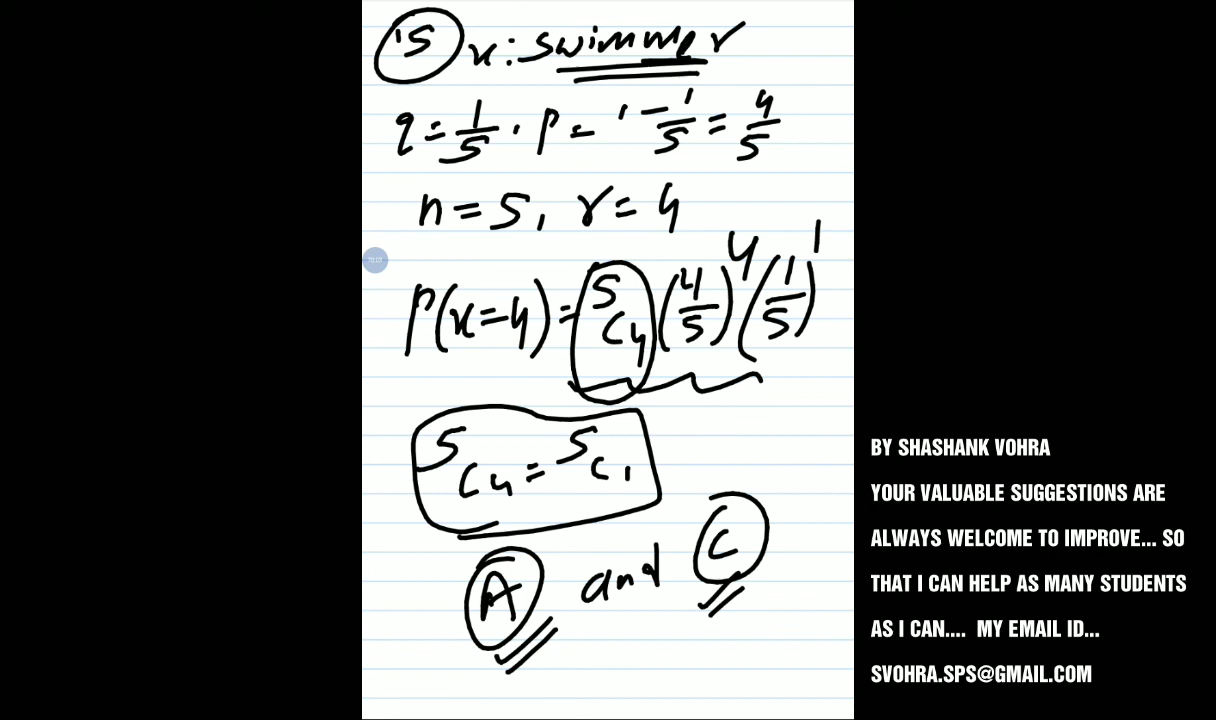 15 x: swimmer
q = 1/5 . p = 1 - 1/5 = 4/5
n = 5, r = 4
P(x=4) = ⁵C₄ (4/5)⁴ (1/5)¹
⁵C₄ = ⁵C₁
A and C
BY SHASHANK VOHRA
YOUR VALUABLE SUGGESTIONS ARE
ALWAYS WELCOME TO IMPROVE... SO
THAT I CAN HELP AS MANY STUDENTS
AS I CAN.... MY EMAIL ID...
SVOHRA.SPS@GMAIL.COM